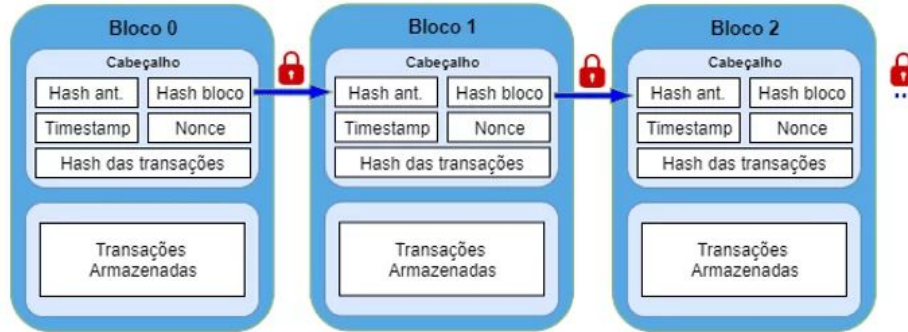 Bloco 0
Cabeçalho
Hash ant.
Hash bloco
Timestamp
Nonce
Hash das transações
Transações
Armazenadas
Bloco 1
Cabeçalho
Hash ant.
Hash bloco
Timestamp
Nonce
Hash das transações
Transações
Armazenadas
Bloco 2
Cabeçalho
Hash ant.
Hash bloco
Timestamp
Nonce
Hash das transações
Transações
Armazenadas